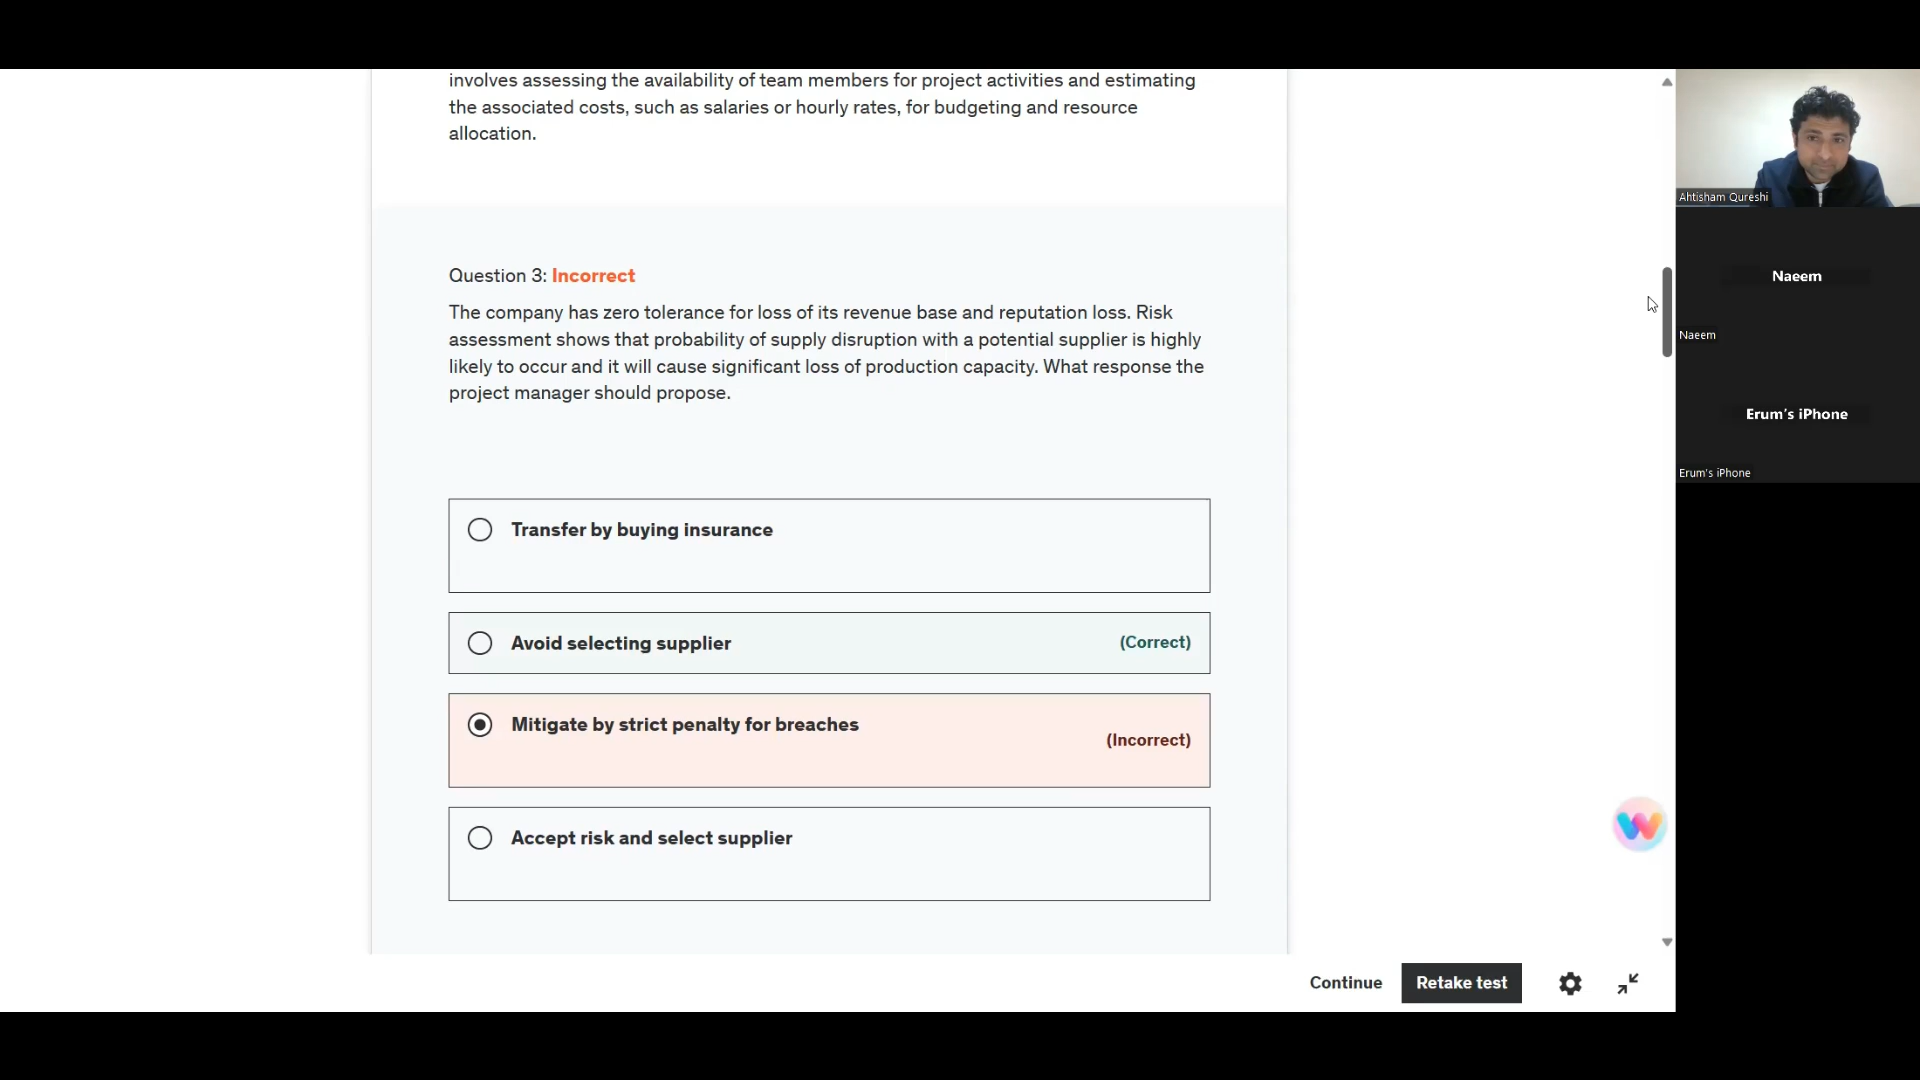 involves assessing the availability of team members for project activities and estimating
the associated costs, such as salaries or hourly rates, for budgeting and resource
allocation.
Question 3: Incorrect
The company has zero tolerance for loss of its revenue base and reputation loss. Risk
assessment shows that probability of supply disruption with a potential supplier is highly
likely to occur and it will cause significant loss of production capacity. What response the
project manager should propose.
Transfer by buying insurance
Avoid selecting supplier (Correct)
Mitigate by strict penalty for breaches
(Incorrect)
Accept risk and select supplier
Continue Retake test
Ahtisham Qureshi
Naeem
Naeem
Erum's iPhone
Erum's iPhone